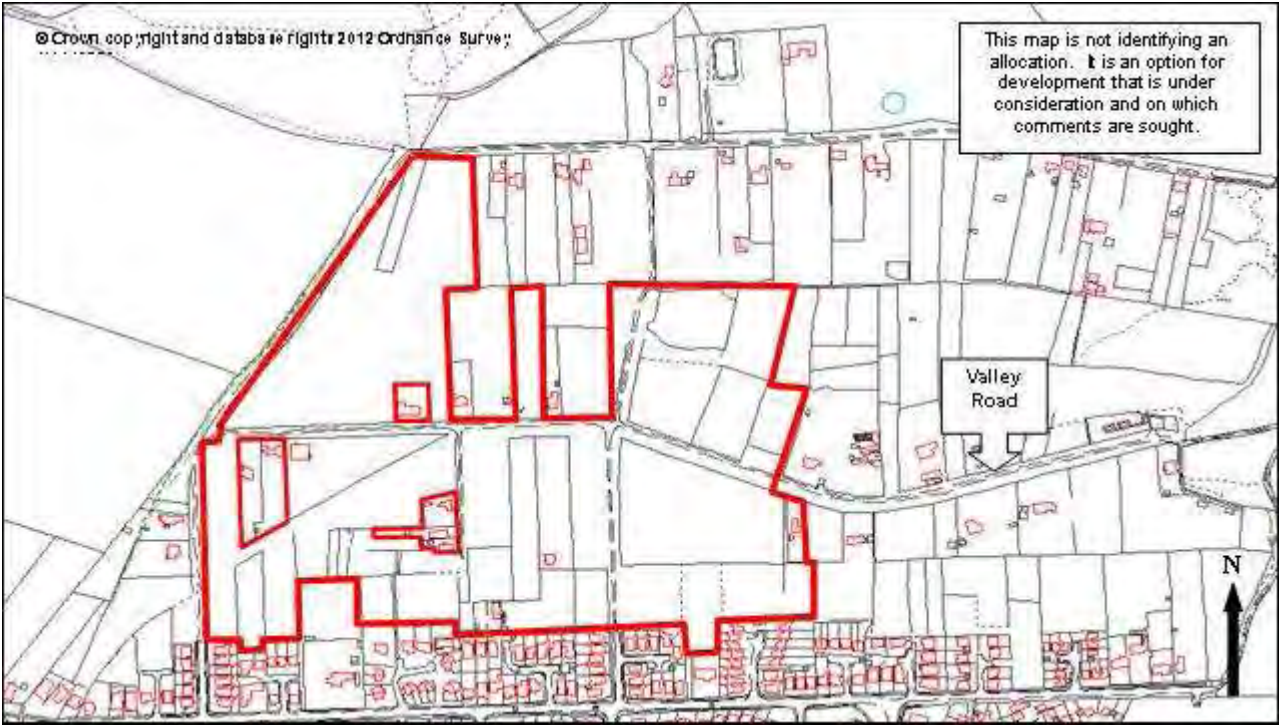 © Crown copyright and database rights 2012 Ordnance Survey
This map is not identifying an
allocation. It is an option for
development that is under
consideration and on which
comments are sought.
Valley
Road
N